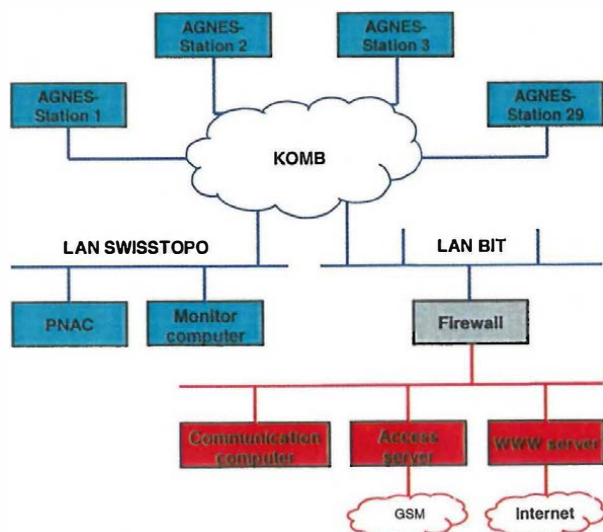 AGNES-
Station 2
AGNES-
Station 3
AGNES-
Station 1
AGNES-
Station 29
KOMB
LAN SWISSTOPO
LAN BIT
PNAC
Monitor
computer
Firewall
Communication
computer
Access
server
WWW server
GSM
Internet